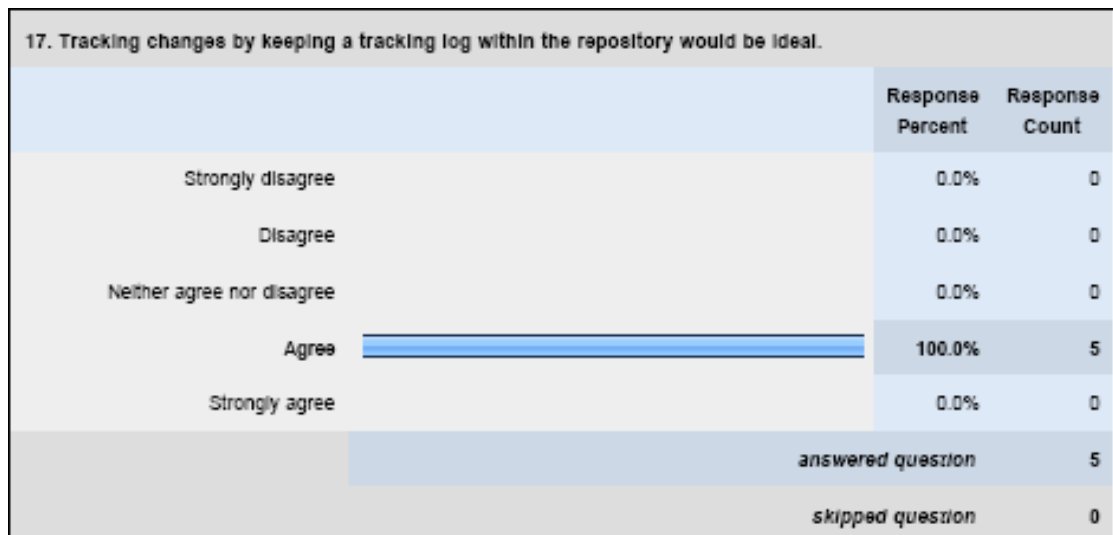 17. Tracking changes by keeping a tracking log within the repository would be ideal.
Response Percent Response Count
Strongly disagree 0.0% 0
Disagree 0.0% 0
Neither agree nor disagree 0.0% 0
Agree 100.0% 5
Strongly agree 0.0% 0
answered question 5
skipped question 0